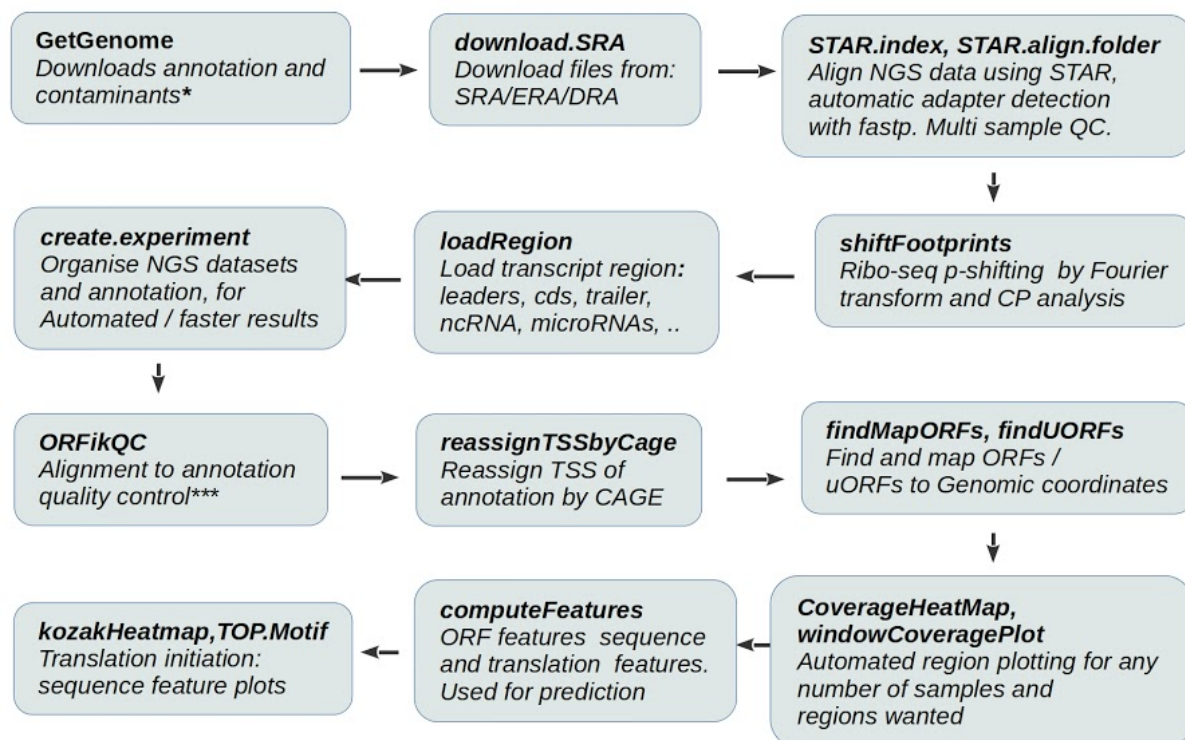 GetGenome
Downloads annotation and
contaminants*
download.SRA
Download files from:
SRA/ERA/DRA
STAR.index, STAR.align.folder
Align NGS data using STAR,
automatic adapter detection
with fastp. Multi sample QC.
shiftFootprints
Ribo-seq p-shifting by Fourier
transform and CP analysis
loadRegion
Load transcript region:
leaders, cds, trailer,
ncRNA, microRNAs, ..
create.experiment
Organise NGS datasets
and annotation, for
Automated / faster results
ORFikQC
Alignment to annotation
quality control***
reassignTSSbyCage
Reassign TSS of
annotation by CAGE
findMapORFs, findUORFs
Find and map ORFs /
uORFs to Genomic coordinates
CoverageHeatMap,
windowCoveragePlot
Automated region plotting for any
number of samples and
regions wanted
computeFeatures
ORF features sequence
and translation features.
Used for prediction
kozakHeatmap,TOP.Motif
Translation initiation:
sequence feature plots